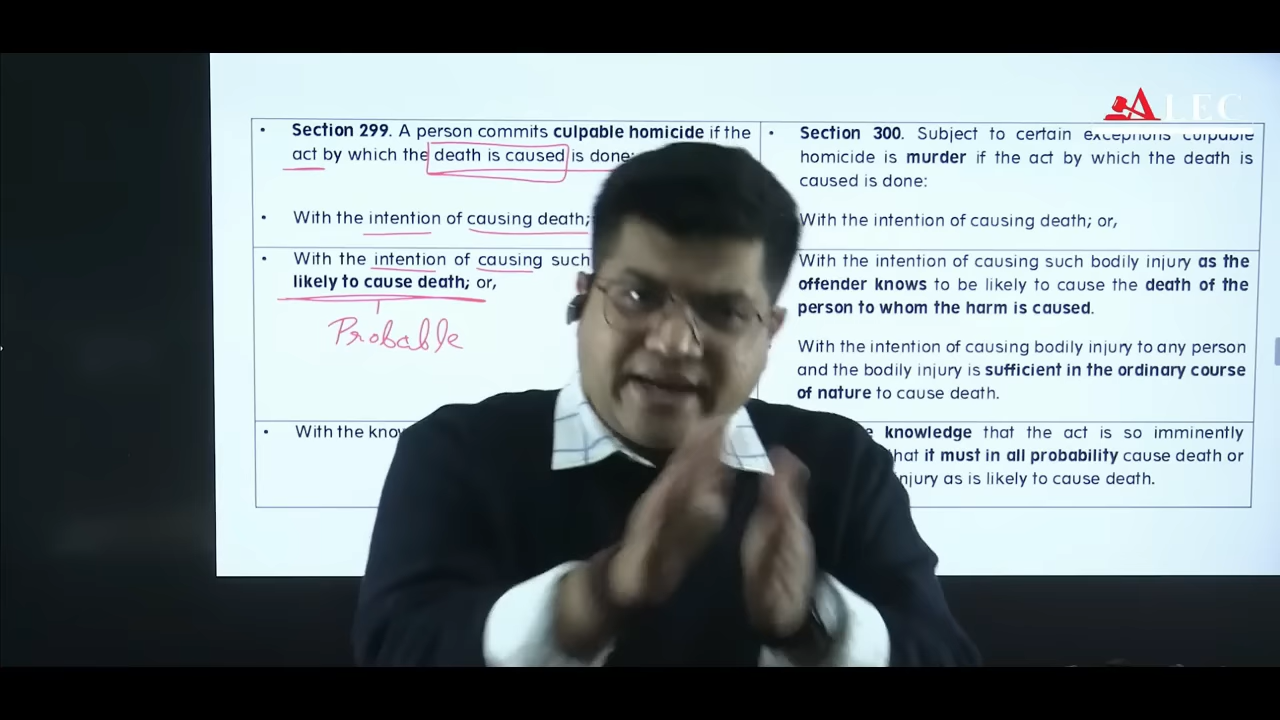 ALEC
• Section 299. A person commits culpable homicide if the
act by which the death is caused is done:
• With the intention of causing death;
• With the intention of causing such
likely to cause death; or,
Probable
• With the
• Section 300. Subject to certain exceptions culpable
homicide is murder if the act by which the death is
caused is done:
With the intention of causing death; or,
With the intention of causing such bodily injury as the
offender knows to be likely to cause the death of the
person to whom the harm is caused.
With the intention of causing bodily injury to any person
and the bodily injury is sufficient in the ordinary course
of nature to cause death.
knowledge that the act is so imminently
it must in all probability cause death or
as is likely to cause death.